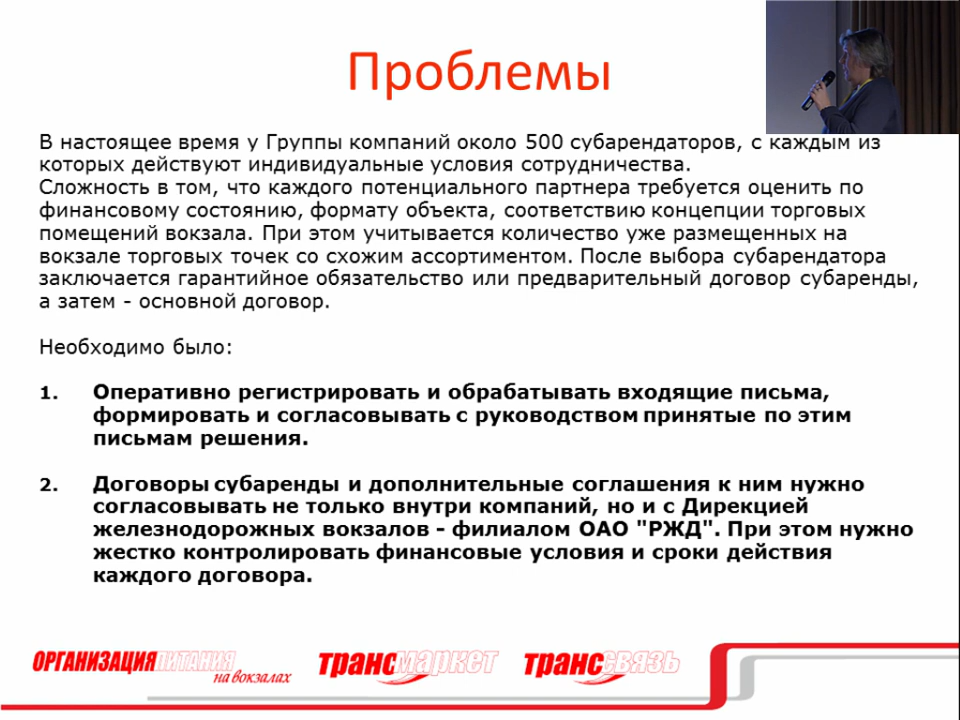 Проблемы
В настоящее время у Группы компаний около 500 субарендаторов, с каждым из
которых действуют индивидуальные условия сотрудничества.
Сложность в том, что каждого потенциального партнера требуется оценить по
финансовому состоянию, формату объекта, соответствию концепции торговых
помещений вокзала. При этом учитывается количество уже размещенных на
вокзале торговых точек со схожим ассортиментом. После выбора субарендатора
заключается гарантийное обязательство или предварительный договор субаренды,
а затем - основной договор.
Необходимо было:
1. Оперативно регистрировать и обрабатывать входящие письма,
формировать и согласовывать с руководством принятые по этим
письмам решения.
2. Договоры субаренды и дополнительные соглашения к ним нужно
согласовывать не только внутри компаний, но и с Дирекцией
железнодорожных вокзалов - филиалом ОАО "РЖД". При этом нужно
жестко контролировать финансовые условия и сроки действия
каждого договора.
ОРГАНИЗАЦИЯПИТАНИЯ
на вокзалах
ТРАНСМАРКЕТ
ТРАНССВЯЗЬ